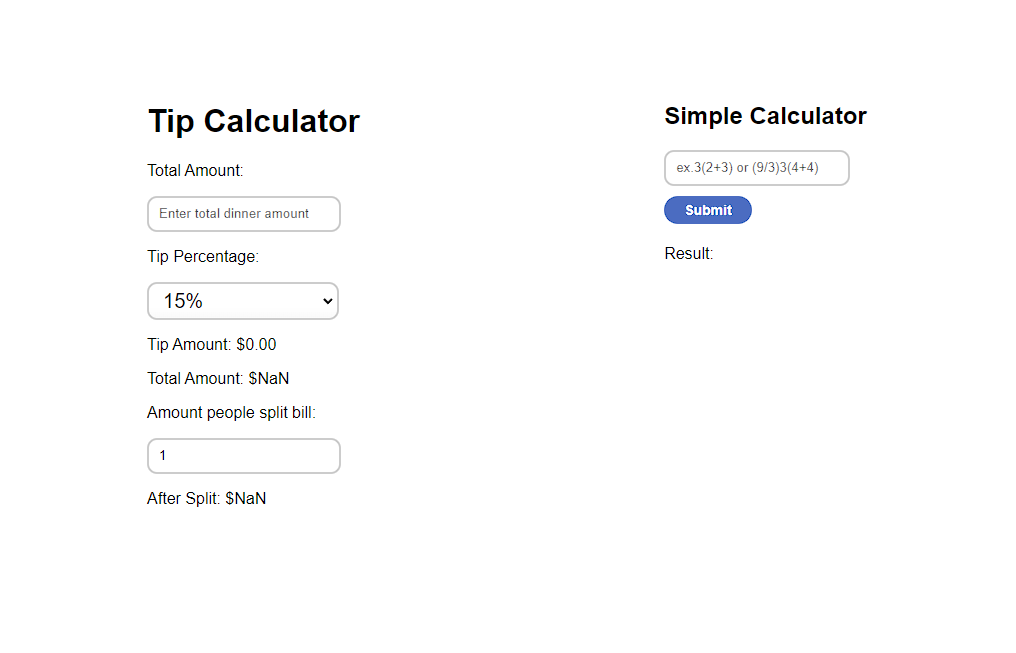 Tip Calculator
Total Amount:
Enter total dinner amount
Tip Percentage:
15%
Tip Amount: $0.00
Total Amount: $NaN
Amount people split bill:
1
After Split: $NaN
Simple Calculator
ex.3(2+3) or (9/3)3(4+4)
Submit
Result: